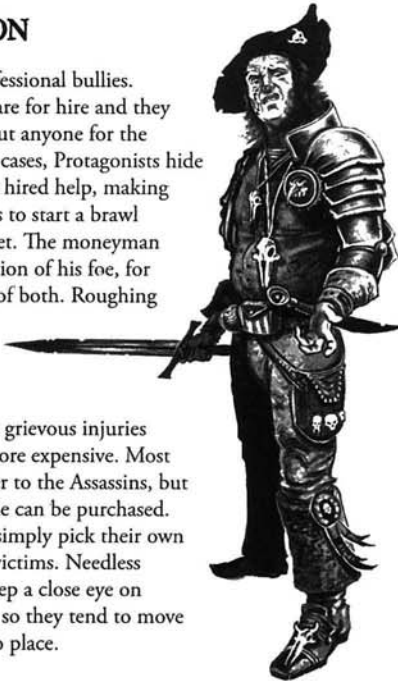 ON
essional bullies.
are for hire and they
ut anyone for the
cases, Protagonists hide
hired help, making
s to start a brawl
et. The moneyman
ion of his foe, for
of both. Roughing
grievous injuries
ore expensive. Most
er to the Assassins, but
e can be purchased.
simply pick their own
victims. Needless
ep a close eye on
so they tend to move
o place.